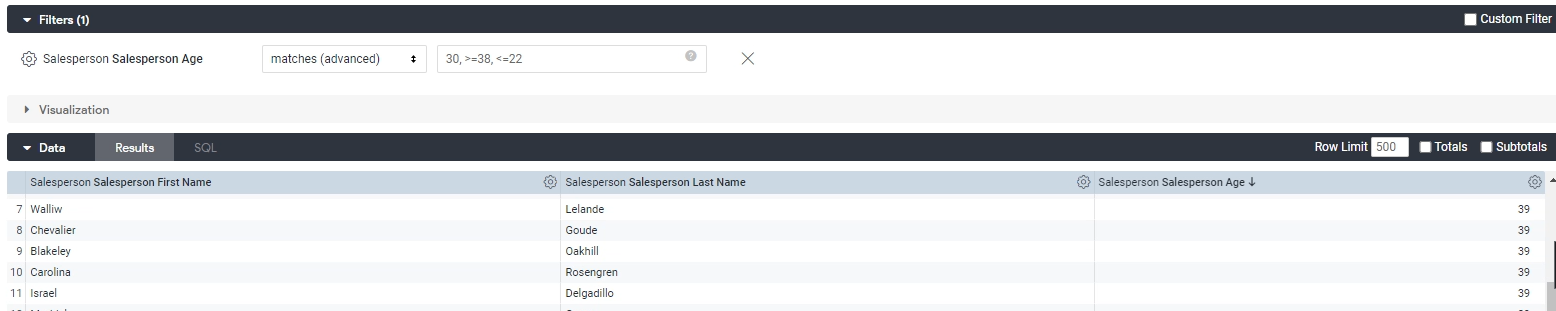 Filters (1) Custom Filter
Salesperson Salesperson Age matches (advanced) 30, >=38, <=22 ?
Visualization
Data Results SQL Row Limit 500 Totals Subtotals
Salesperson Salesperson First Name Salesperson Salesperson Last Name Salesperson Salesperson Age ↓
7 Walliw Lelande 39
8 Chevalier Goude 39
9 Blakeley Oakhill 39
10 Carolina Rosengren 39
11 Israel Delgadillo 39